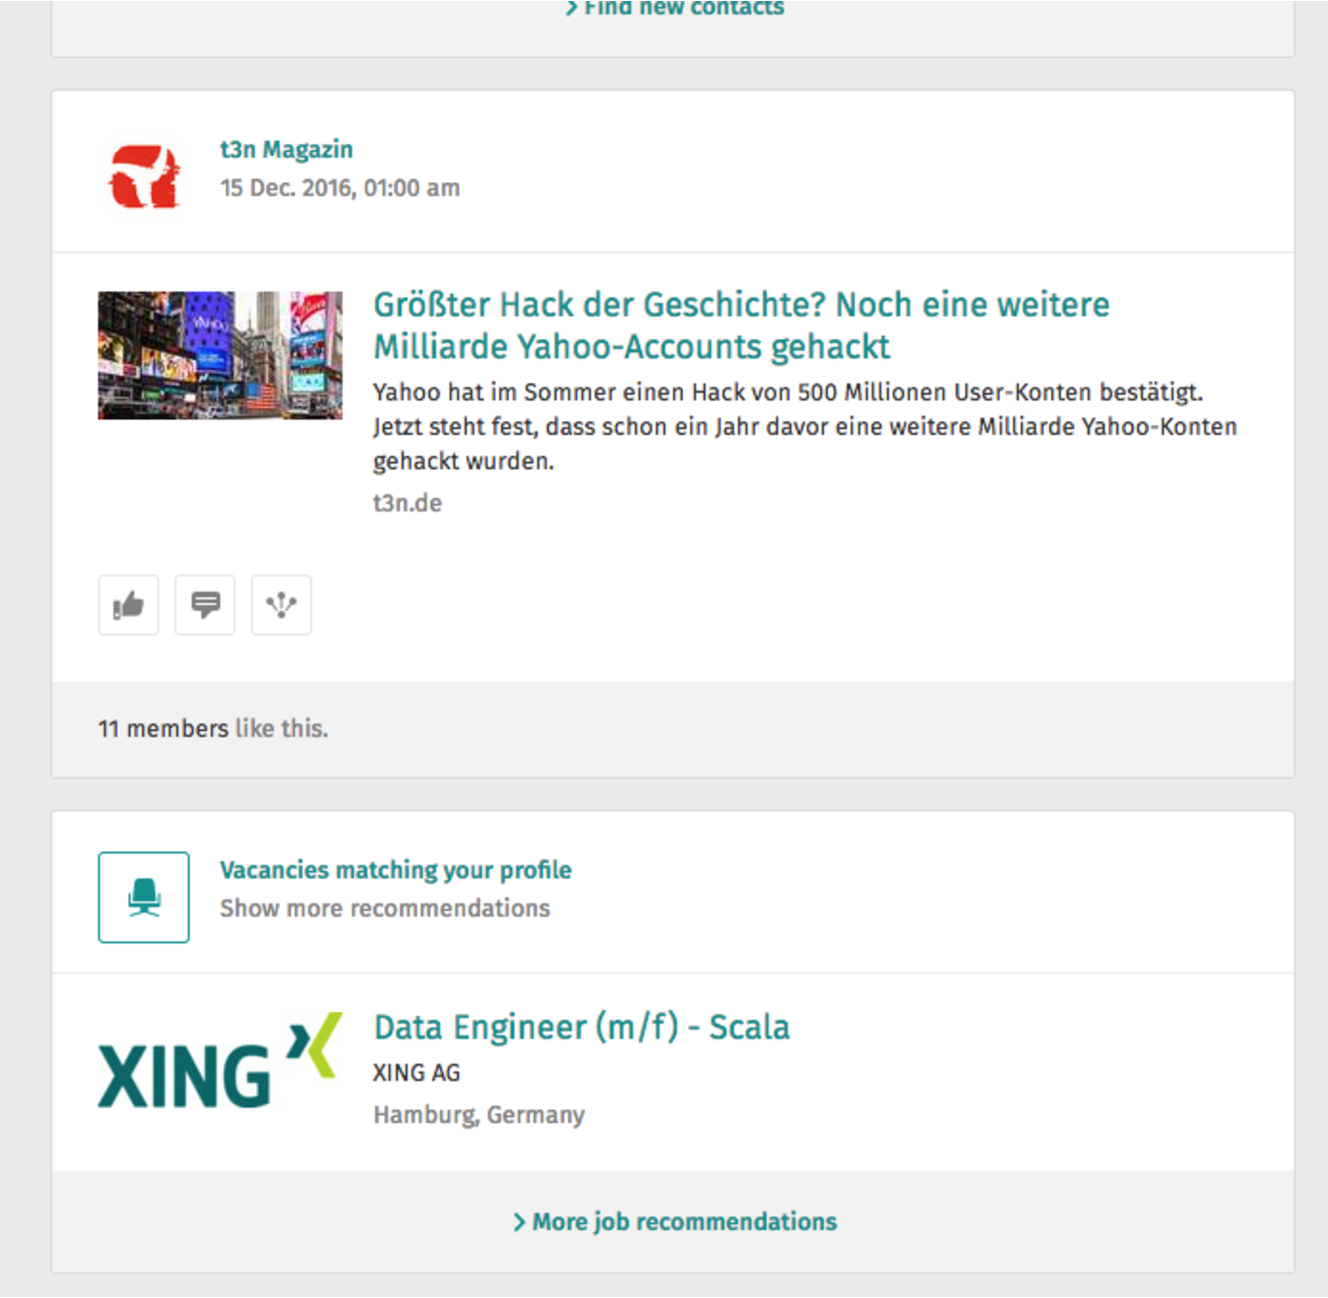 Find new contacts
t3n Magazin
15 Dec. 2016, 01:00 am
YAHOO!
Größter Hack der Geschichte? Noch eine weitere
Milliarde Yahoo-Accounts gehackt
Yahoo hat im Sommer einen Hack von 500 Millionen User-Konten bestätigt.
Jetzt steht fest, dass schon ein Jahr davor eine weitere Milliarde Yahoo-Konten
gehackt wurden.
t3n.de
11 members like this.
Vacancies matching your profile
Show more recommendations
XING
Data Engineer (m/f) - Scala
XING AG
Hamburg, Germany
More job recommendations